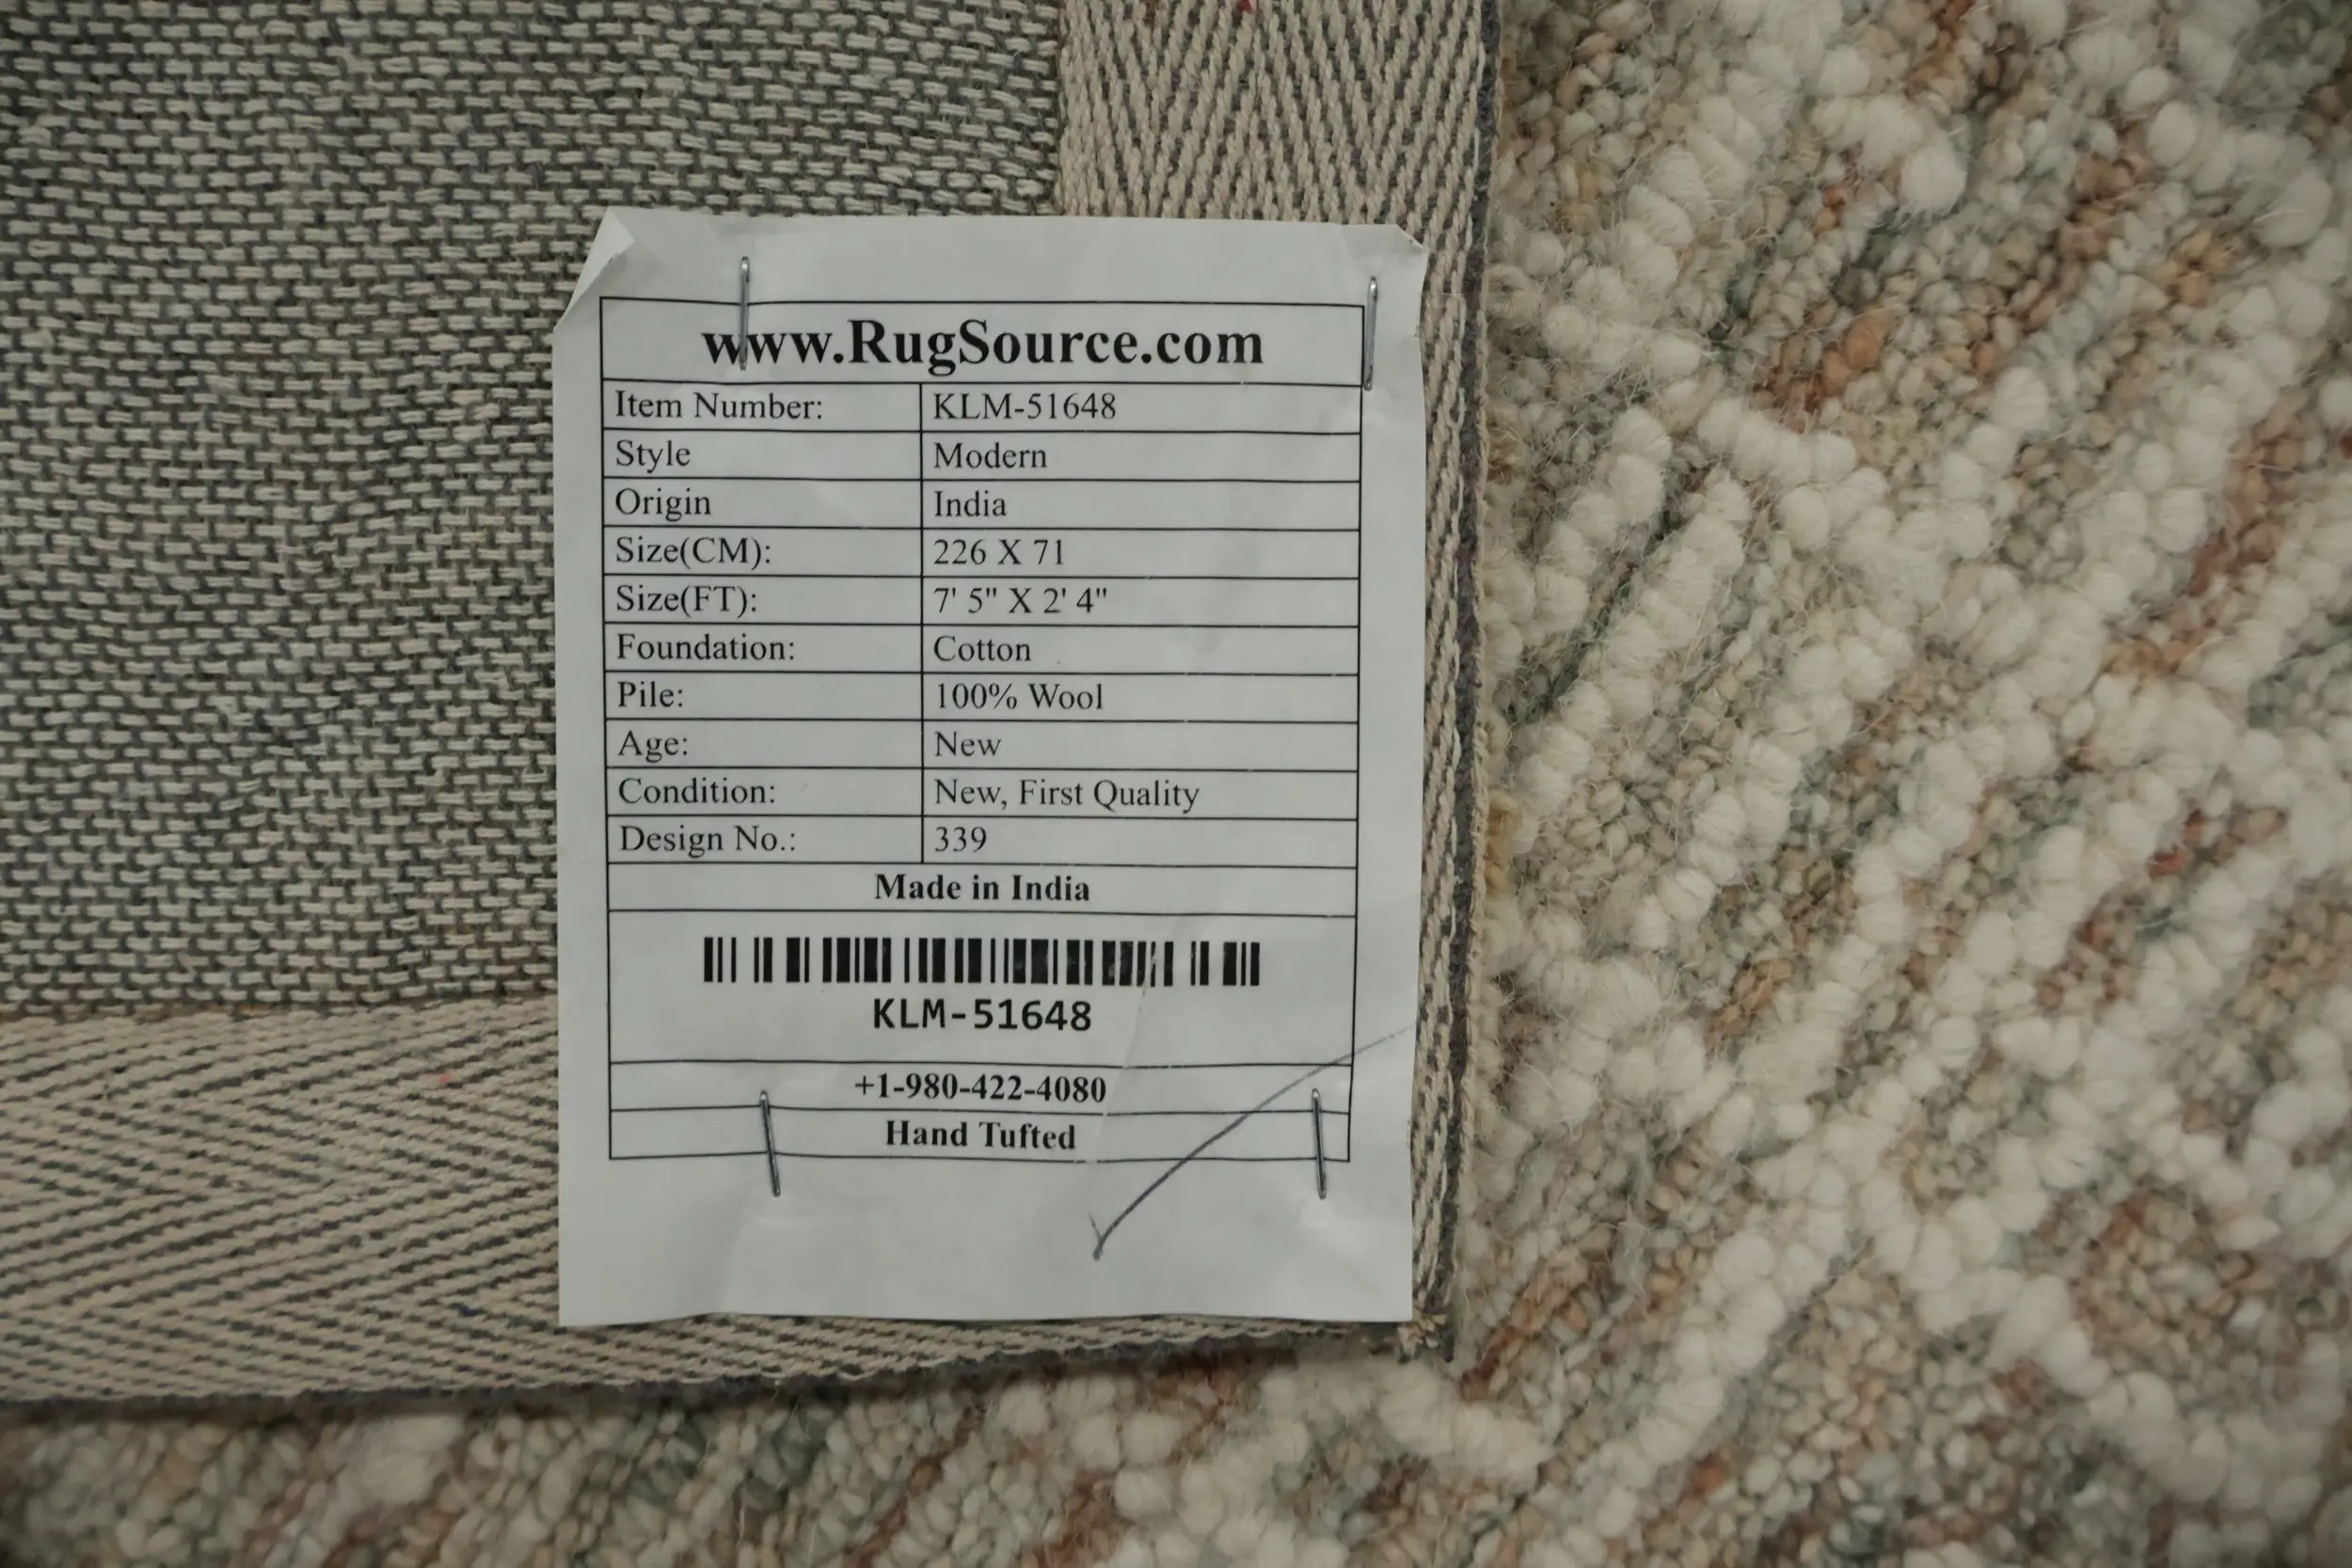 www.RugSource.com
Item Number: KLM-51648
Style Modern
Origin India
Size(CM): 226 X 71
Size(FT): 7' 5" X 2' 4"
Foundation: Cotton
Pile: 100% Wool
Age: New
Condition: New, First Quality
Design No.: 339
Made in India
KLM-51648
+1-980-422-4080
Hand Tufted